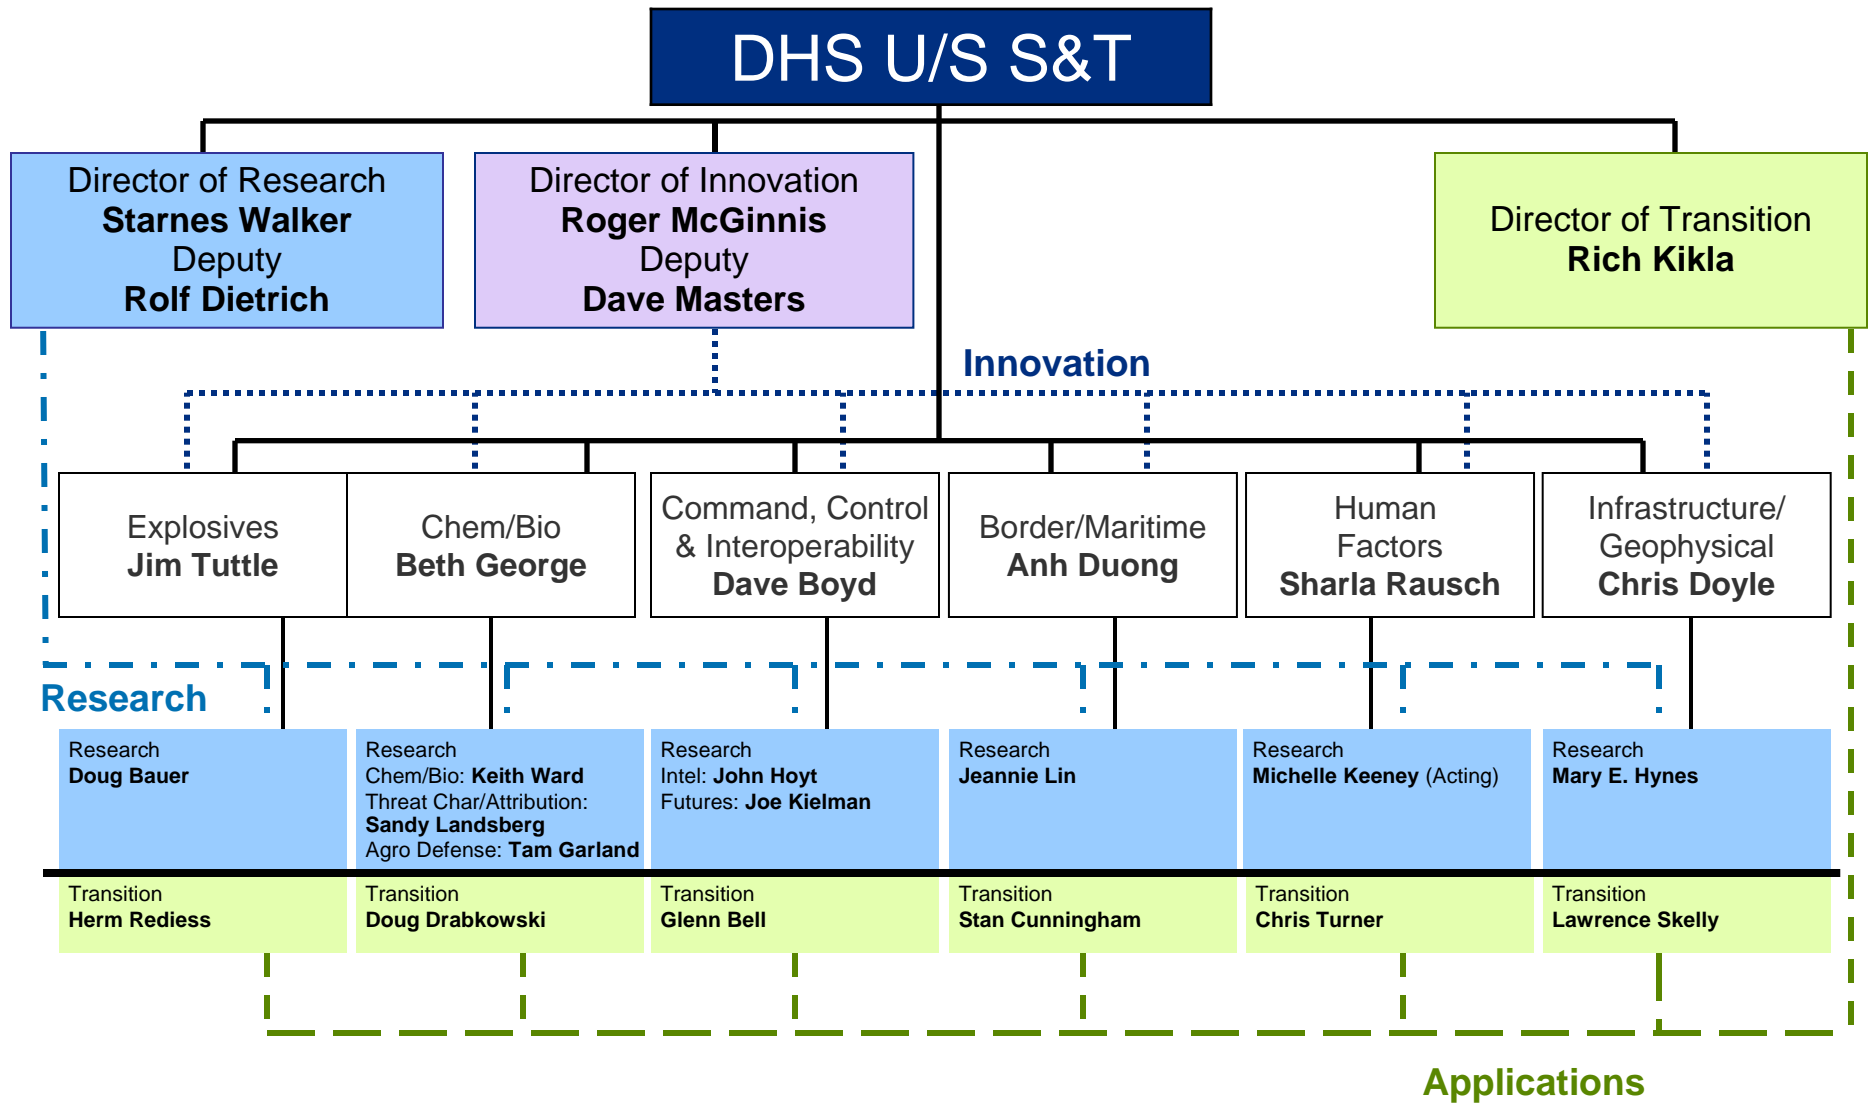 DHS U/S S&T
Director of Research
Starnes Walker
Deputy
Rolf Dietrich
Director of Innovation
Roger McGinnis
Deputy
Dave Masters
Director of Transition
Rich Kikla
Innovation
Explosives
Jim Tuttle
Chem/Bio
Beth George
Command, Control
& Interoperability
Dave Boyd
Border/Maritime
Anh Duong
Human
Factors
Sharla Rausch
Infrastructure/
Geophysical
Chris Doyle
Research
Research
Doug Bauer
Research
Chem/Bio: Keith Ward
Threat Char/Attribution:
Sandy Landsberg
Agro Defense: Tam Garland
Research
Intel: John Hoyt
Futures: Joe Kielman
Research
Jeannie Lin
Research
Michelle Keeney (Acting)
Research
Mary E. Hynes
Transition
Herm Rediess
Transition
Doug Drabkowski
Transition
Glenn Bell
Transition
Stan Cunningham
Transition
Chris Turner
Transition
Lawrence Skelly
Applications